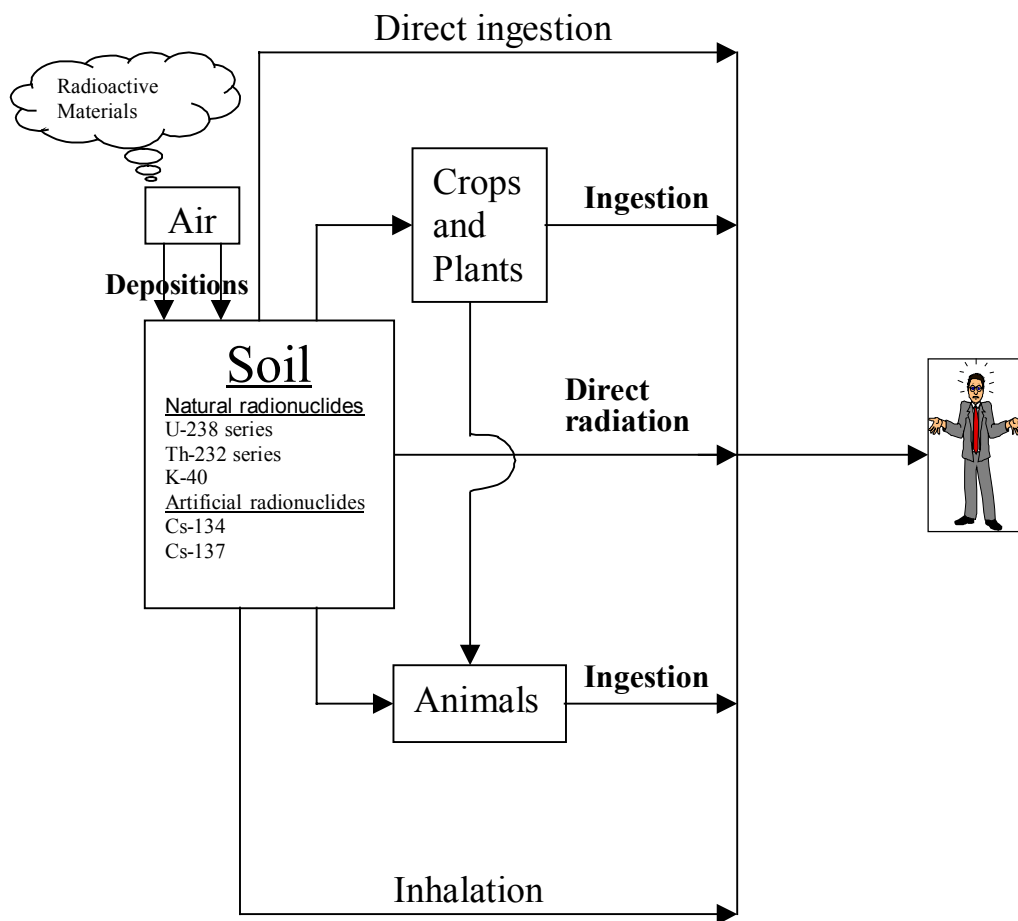 Direct ingestion
Radioactive
Materials
Air
Depositions
Crops
and
Plants
Ingestion
Soil
Natural radionuclides
U-238 series
Th-232 series
K-40
Artificial radionuclides
Cs-134
Cs-137
Direct
radiation
Animals
Ingestion
Inhalation